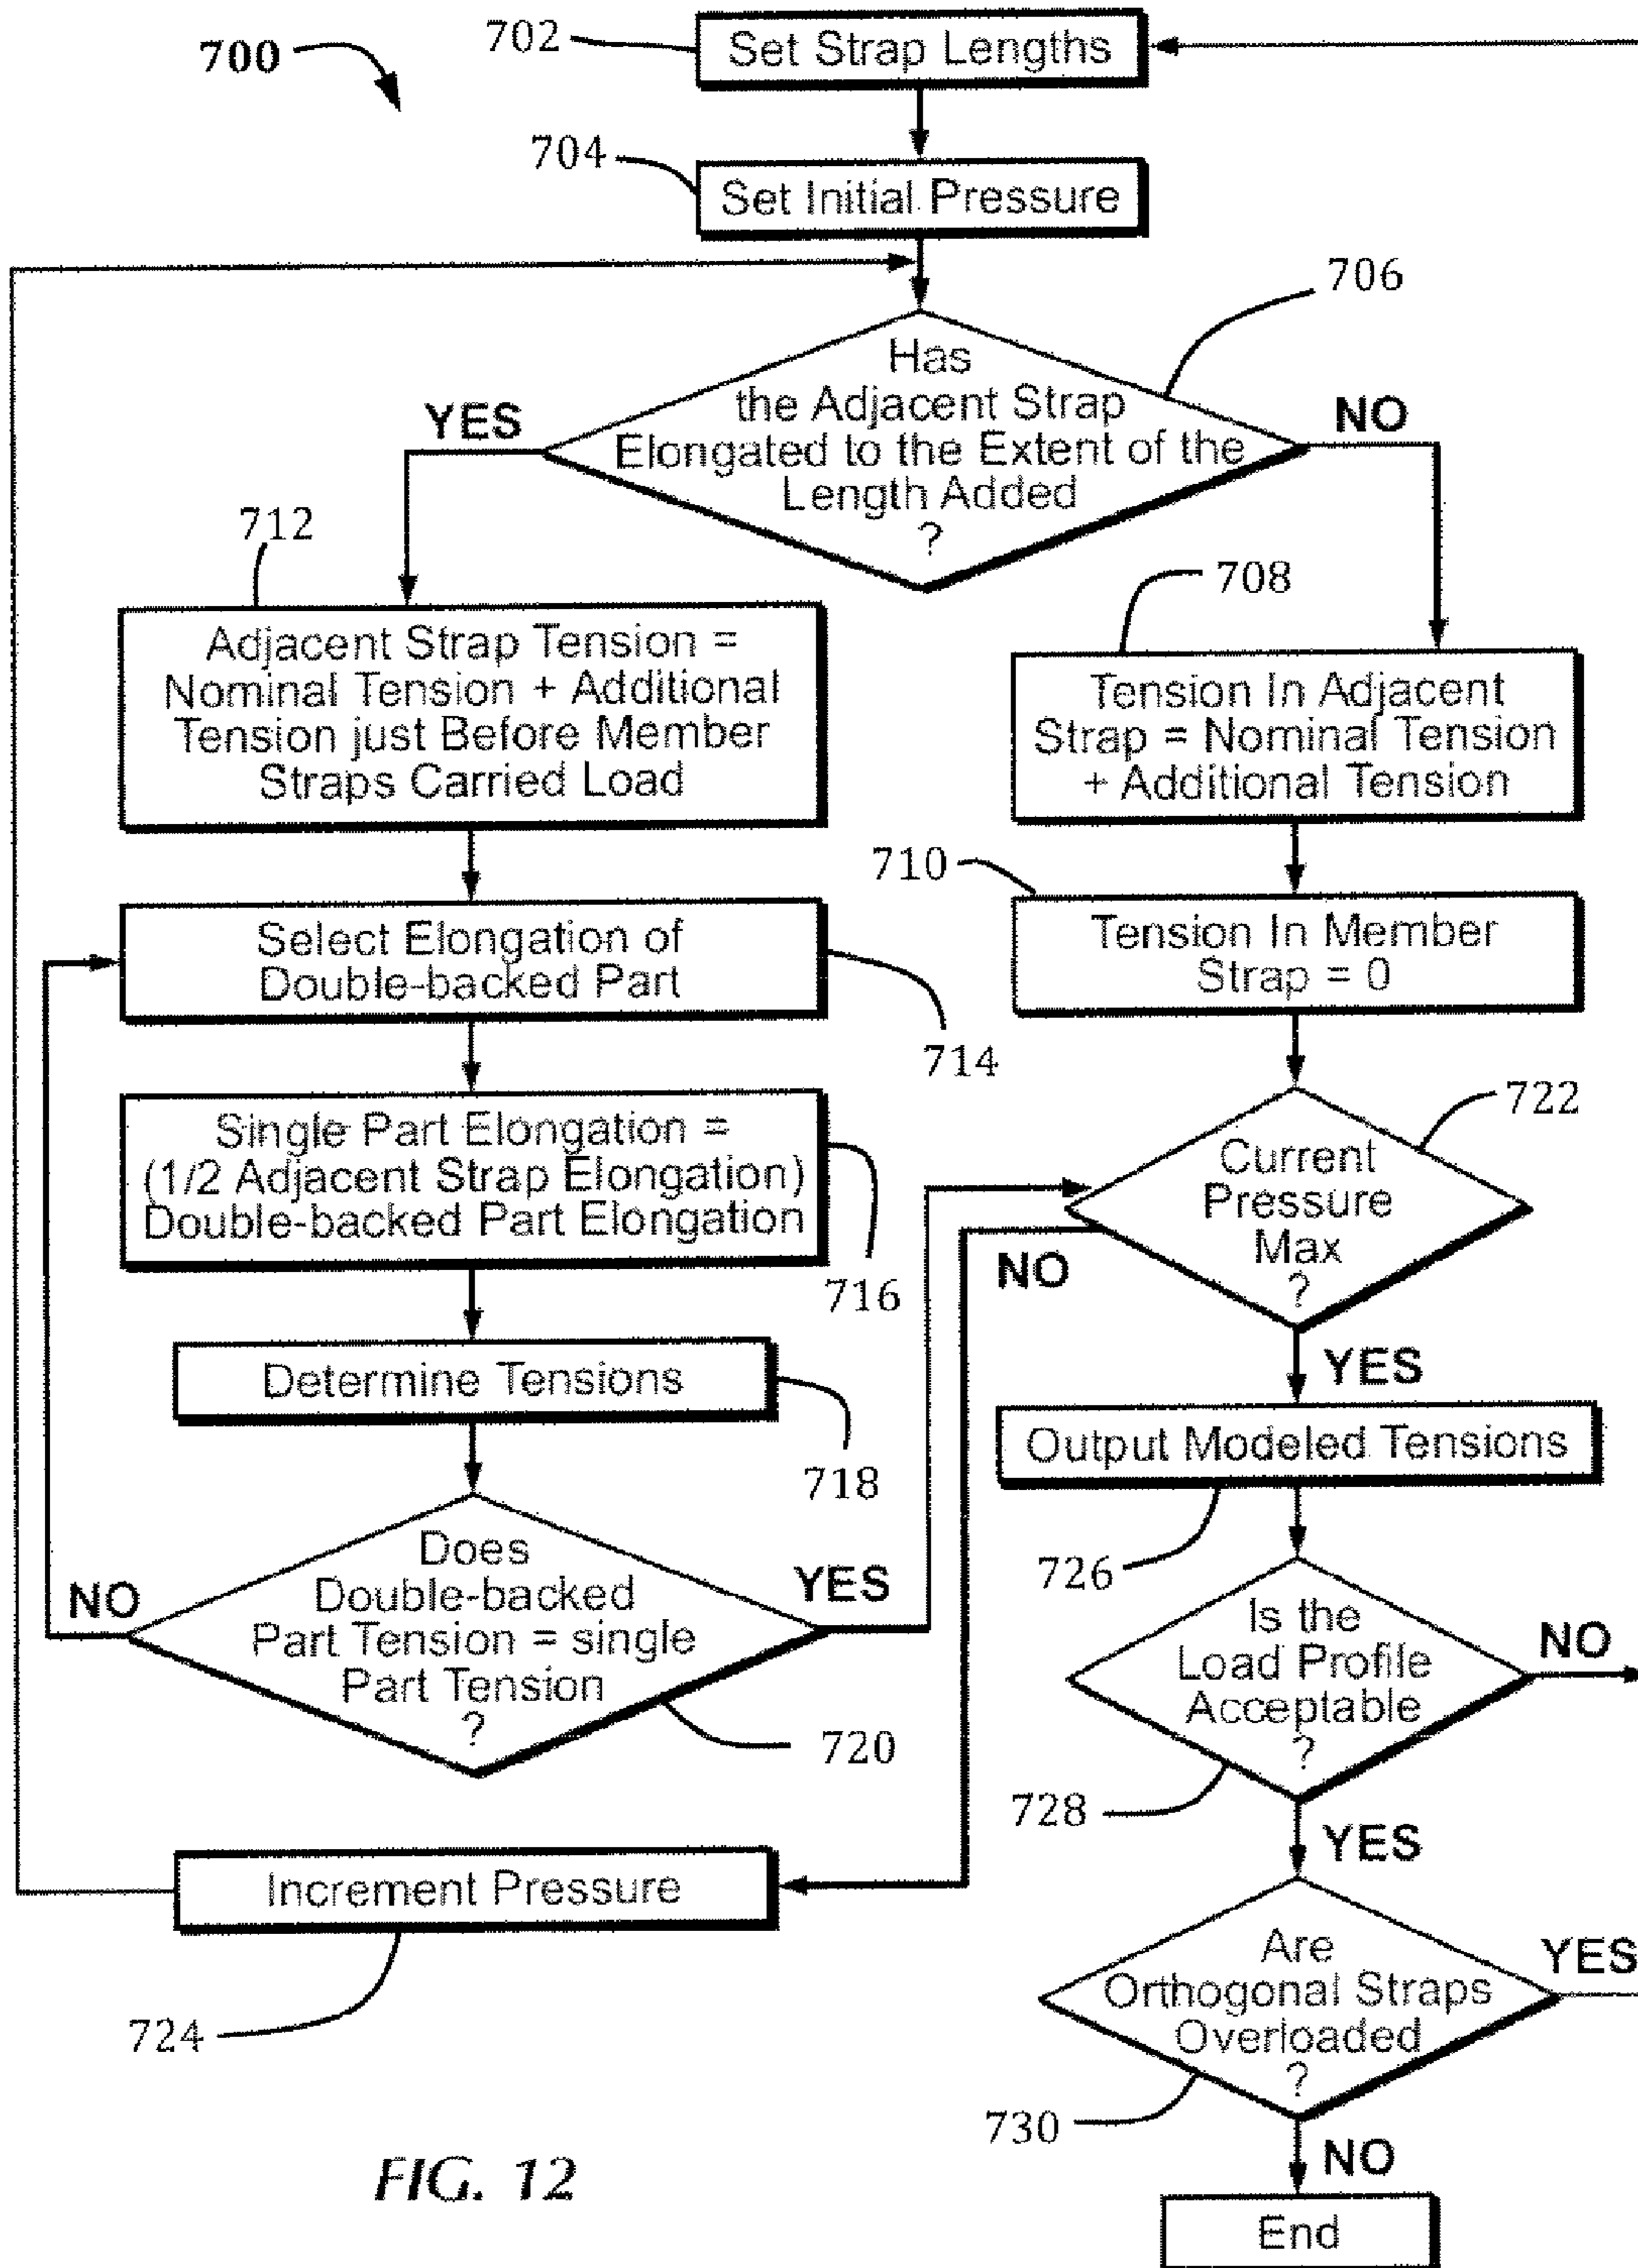 700
702
Set Strap Lengths
704
Set Initial Pressure
706
Has
the Adjacent Strap
Elongated to the Extent of the
Length Added
?
YES
NO
712
Adjacent Strap Tension =
Nominal Tension + Additional
Tension just Before Member
Straps Carried Load
708
Tension In Adjacent
Strap = Nominal Tension
+ Additional Tension
710
Tension In Member
Strap = 0
Select Elongation of
Double-backed Part
714
Single Part Elongation =
(1/2 Adjacent Strap Elongation)
Double-backed Part Elongation
716
722
Current
Pressure
Max
?
NO
YES
Determine Tensions
718
Output Modeled Tensions
726
Does
Double-backed
Part Tension = single
Part Tension
?
NO
YES
720
Is the
Load Profile
Acceptable
?
NO
728
YES
Increment Pressure
724
Are
Orthogonal Straps
Overloaded
?
YES
730
NO
End
FIG. 12